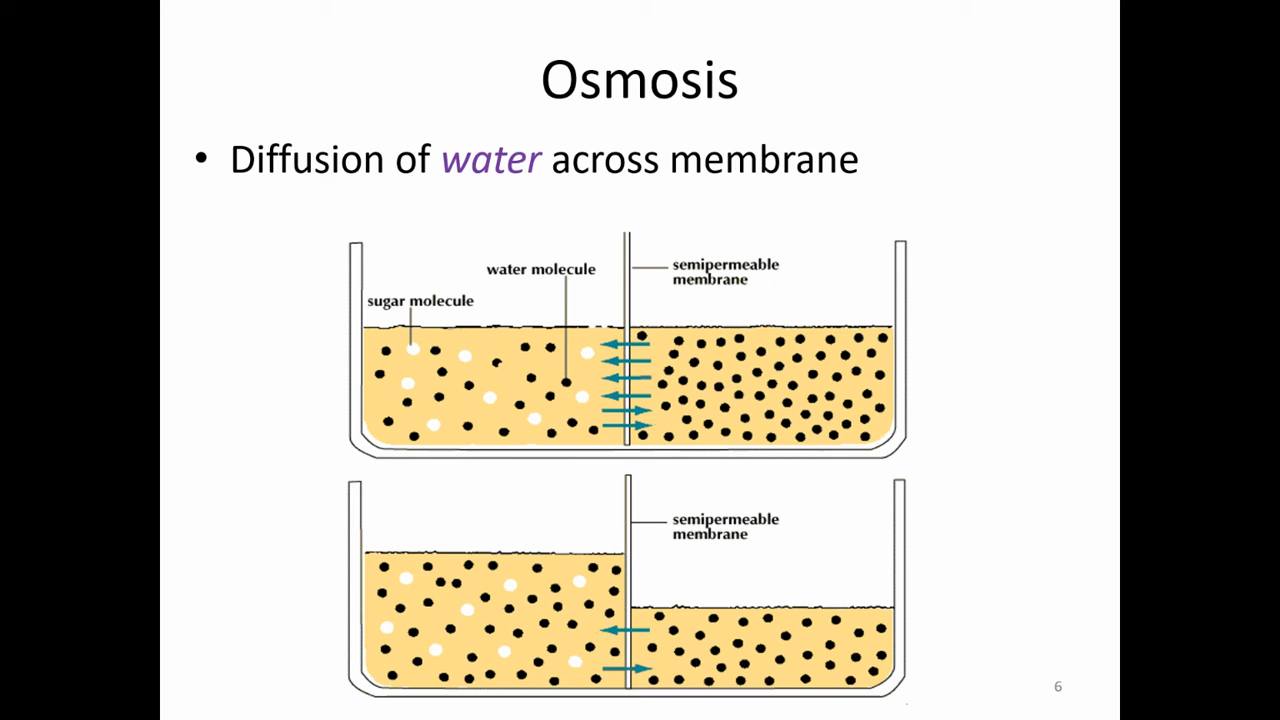 Osmosis
• Diffusion of water across membrane
water molecule
semipermeable
membrane
sugar molecule
semipermeable
membrane
6